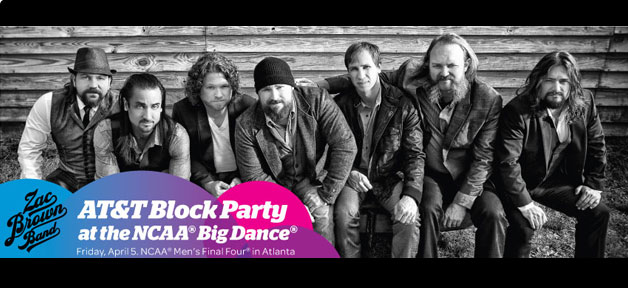 Zac
Brown
Band
AT&T Block Party
at the NCAA® Big Dance®
Friday, April 5. NCAA® Men's Final Four® in Atlanta